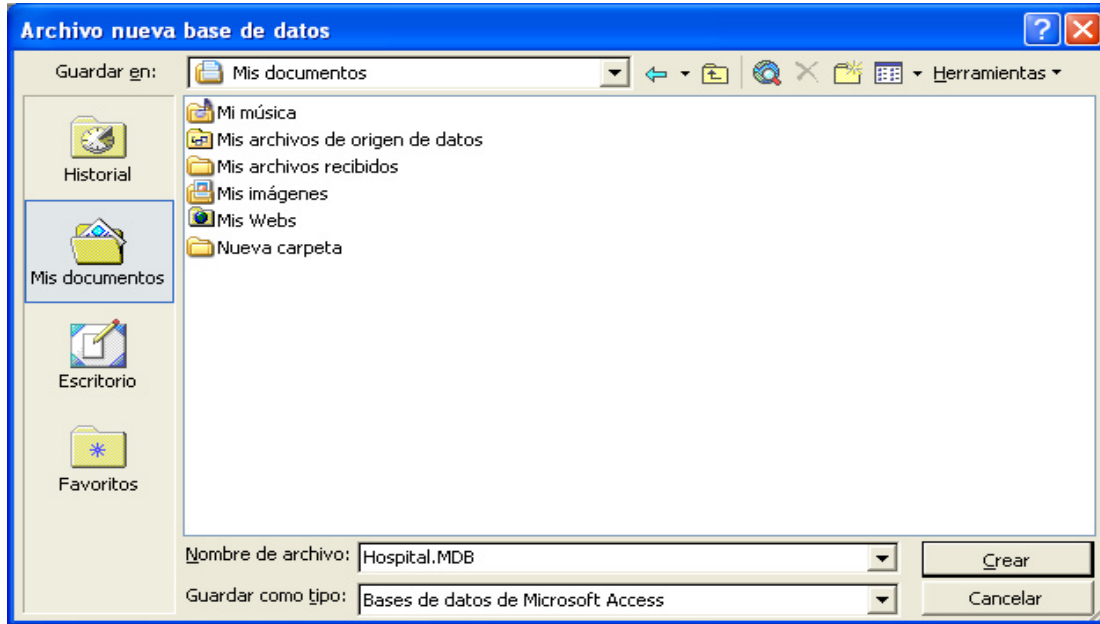 Archivo nueva base de datos
Guardar en: Mis documentos Herramientas
Historial
Mis documentos
Escritorio
Favoritos
Mi música
Mis archivos de origen de datos
Mis archivos recibidos
Mis imágenes
Mis Webs
Nueva carpeta
Nombre de archivo: Hospital.MDB Crear
Guardar como tipo: Bases de datos de Microsoft Access Cancelar